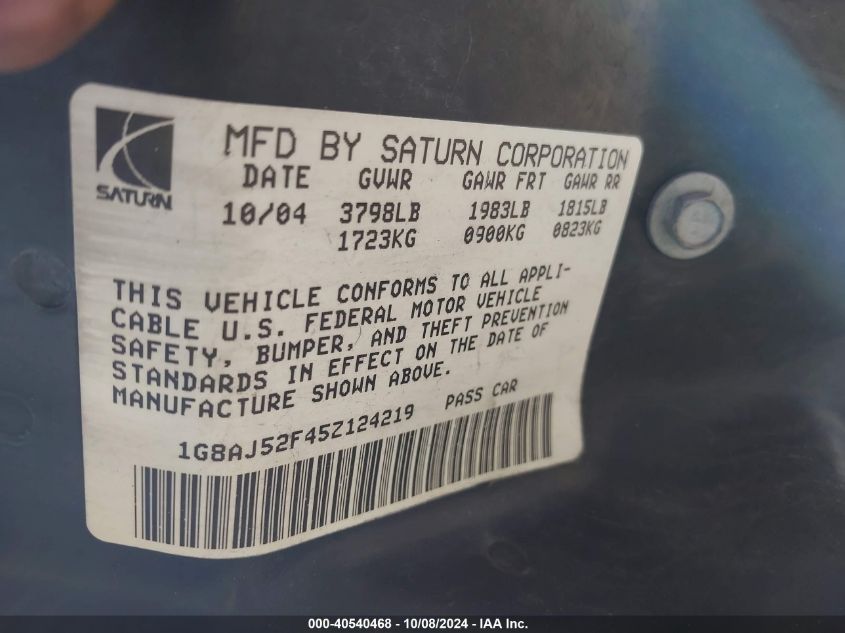 SATURN
MFD BY SATURN CORPORATION
DATE GVWR GAWR FRT GAWR RR
10/04 3798LB 1983LB 1815LB
1723KG 0900KG 0823KG
THIS VEHICLE CONFORMS TO ALL APPLI-
CABLE U.S. FEDERAL MOTOR VEHICLE
SAFETY, BUMPER, AND THEFT PREVENTION
STANDARDS IN EFFECT ON THE DATE OF
MANUFACTURE SHOWN ABOVE.
1G8AJ52F45Z124219 PASS CAR
000-40540468 - 10/08/2024 - IAA Inc.